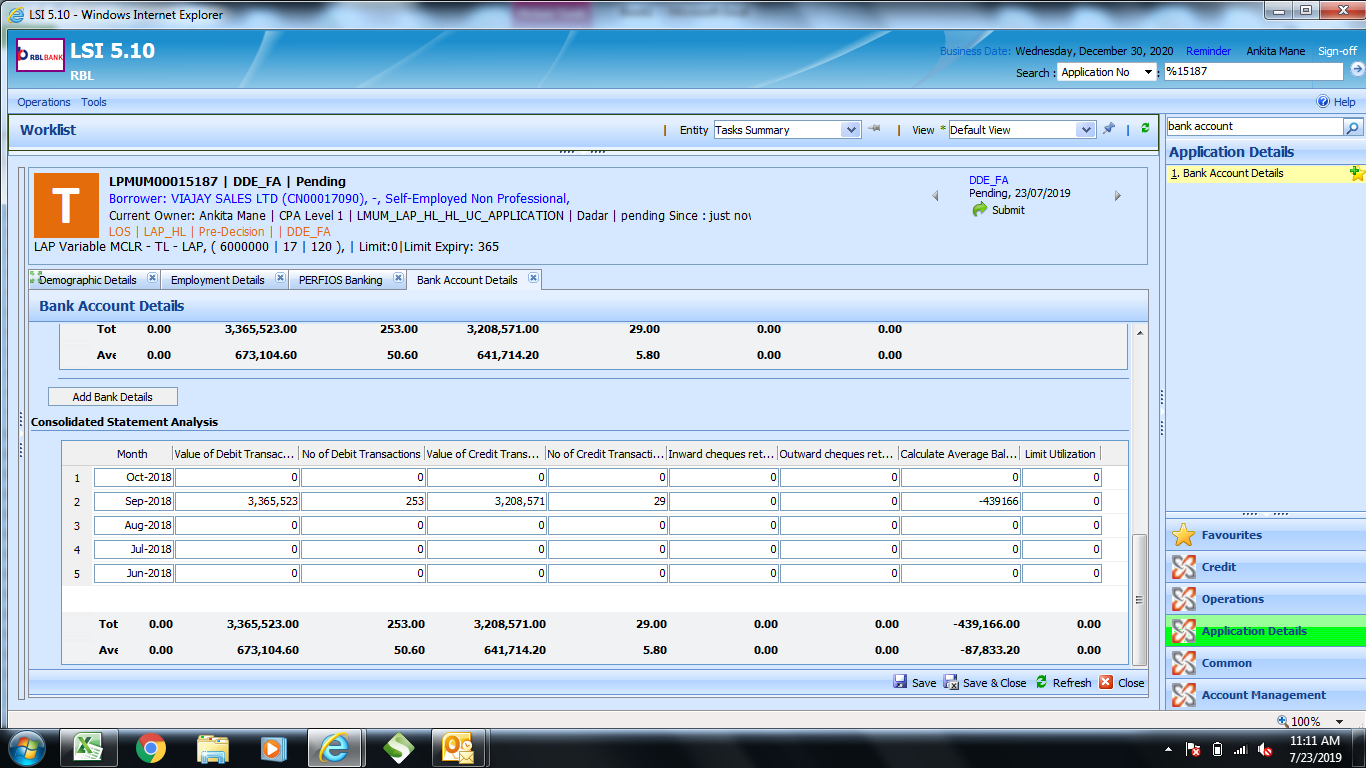 LSI 5.10 - Windows Internet Explorer
RBLBANK LSI 5.10
RBL
Business Date: Wednesday, December 30, 2020 Reminder Ankita Mane Sign-off
Search : Application No : %15187
Operations Tools Help
Worklist | Entity Tasks Summary | View * Default View |
bank account
Application Details
1. Bank Account Details
T
LPMUM00015187 | DDE_FA | Pending
Borrower: VIAJAY SALES LTD (CN00017090), -, Self-Employed Non Professional,
Current Owner: Ankita Mane | CPA Level 1 | LMUM_LAP_HL_HL_UC_APPLICATION | Dadar | pending Since : just nov
LOS | LAP_HL | Pre-Decision | | DDE_FA
LAP Variable MCLR - TL - LAP, ( 6000000 | 17 | 120 ), | Limit:0|Limit Expiry: 365
DDE_FA
Pending, 23/07/2019
Submit
Demographic Details Employment Details PERFIOS Banking Bank Account Details
Bank Account Details
Tot 0.00 3,365,523.00 253.00 3,208,571.00 29.00 0.00 0.00
Ave 0.00 673,104.60 50.60 641,714.20 5.80 0.00 0.00
Add Bank Details
Consolidated Statement Analysis
Month Value of Debit Transac... No of Debit Transactions Value of Credit Trans... No of Credit Transacti... Inward cheques ret... Outward cheques ret... Calculate Average Bal... Limit Utilization
1 Oct-2018 0 0 0 0 0 0 0 0
2 Sep-2018 3,365,523 253 3,208,571 29 0 0 -439166 0
3 Aug-2018 0 0 0 0 0 0 0 0
4 Jul-2018 0 0 0 0 0 0 0 0
5 Jun-2018 0 0 0 0 0 0 0 0
Tot 0.00 3,365,523.00 253.00 3,208,571.00 29.00 0.00 0.00 -439,166.00 0.00
Ave 0.00 673,104.60 50.60 641,714.20 5.80 0.00 0.00 -87,833.20 0.00
Save Save & Close Refresh Close
Favourites
Credit
Operations
Application Details
Common
Account Management
100%
11:11 AM
7/23/2019